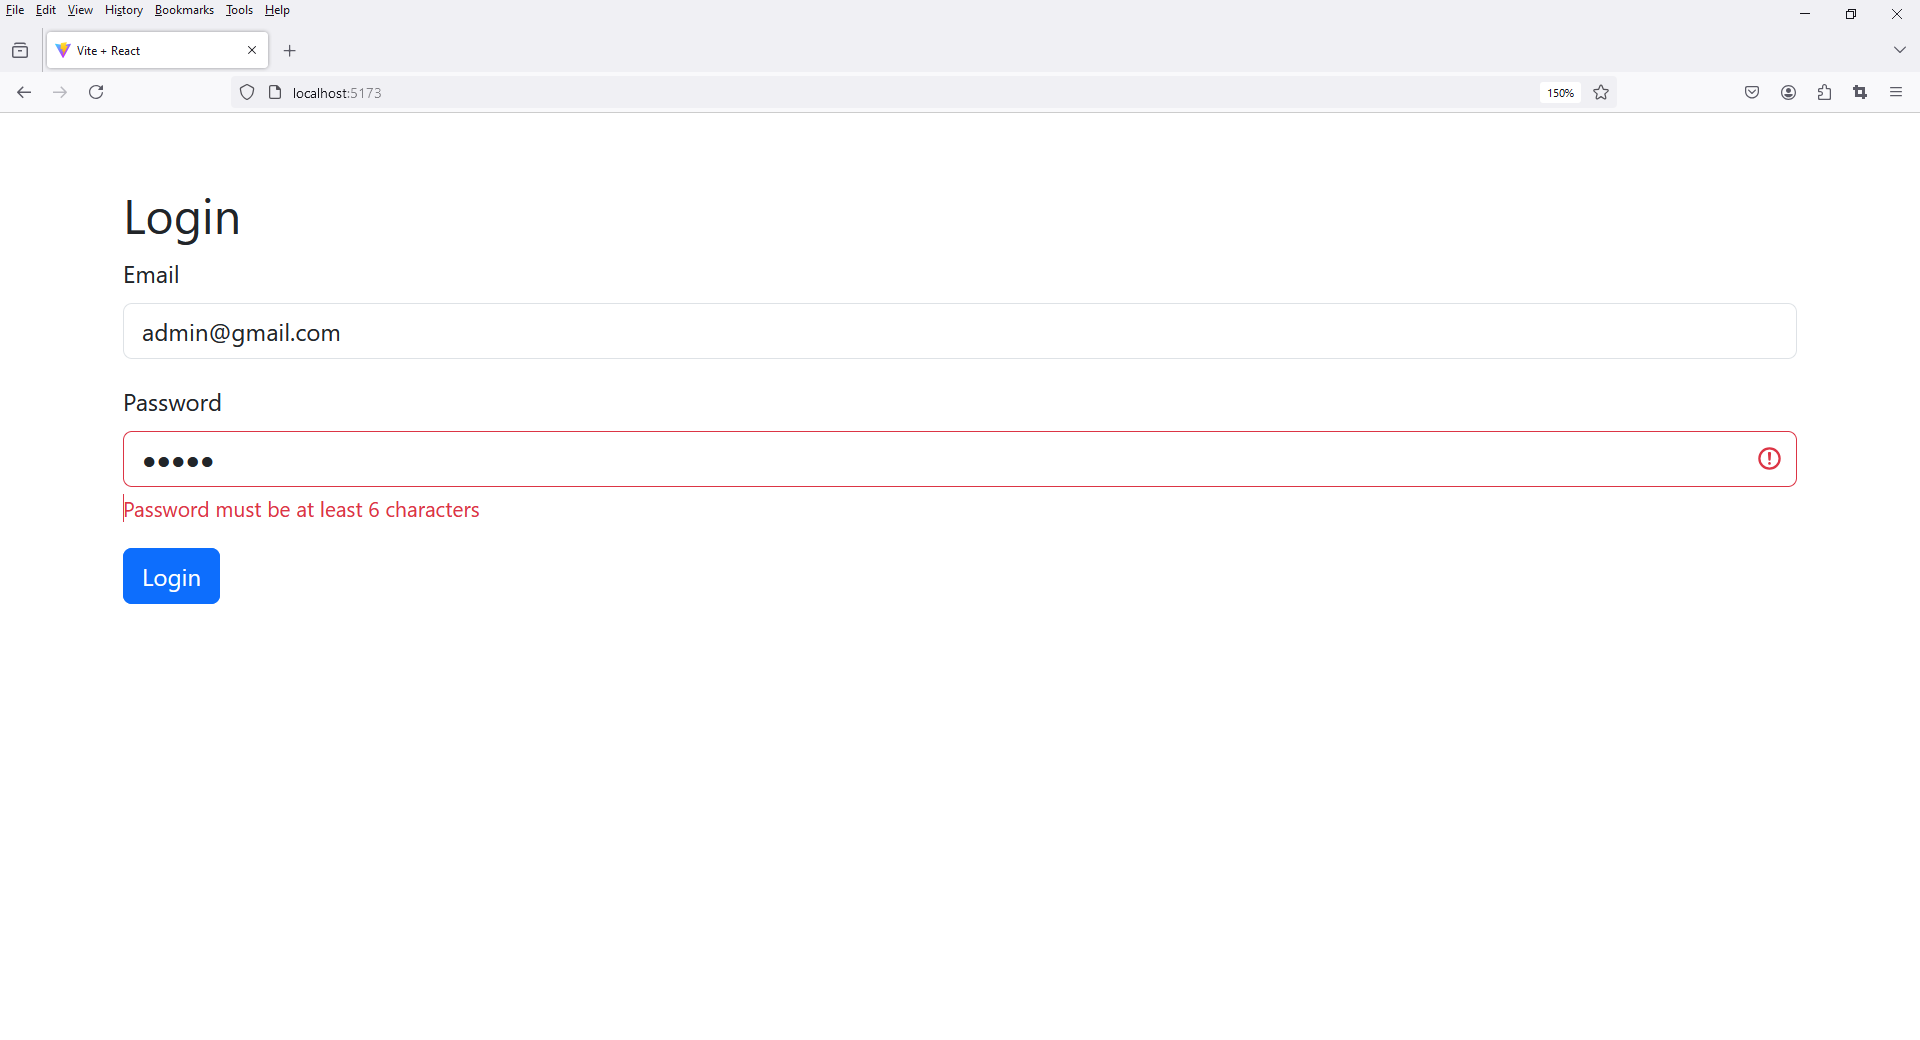 File Edit View History Bookmarks Tools Help
Vite + React
localhost:5173
150%
Login
Email
admin@gmail.com
Password
●●●●●
Password must be at least 6 characters
Login